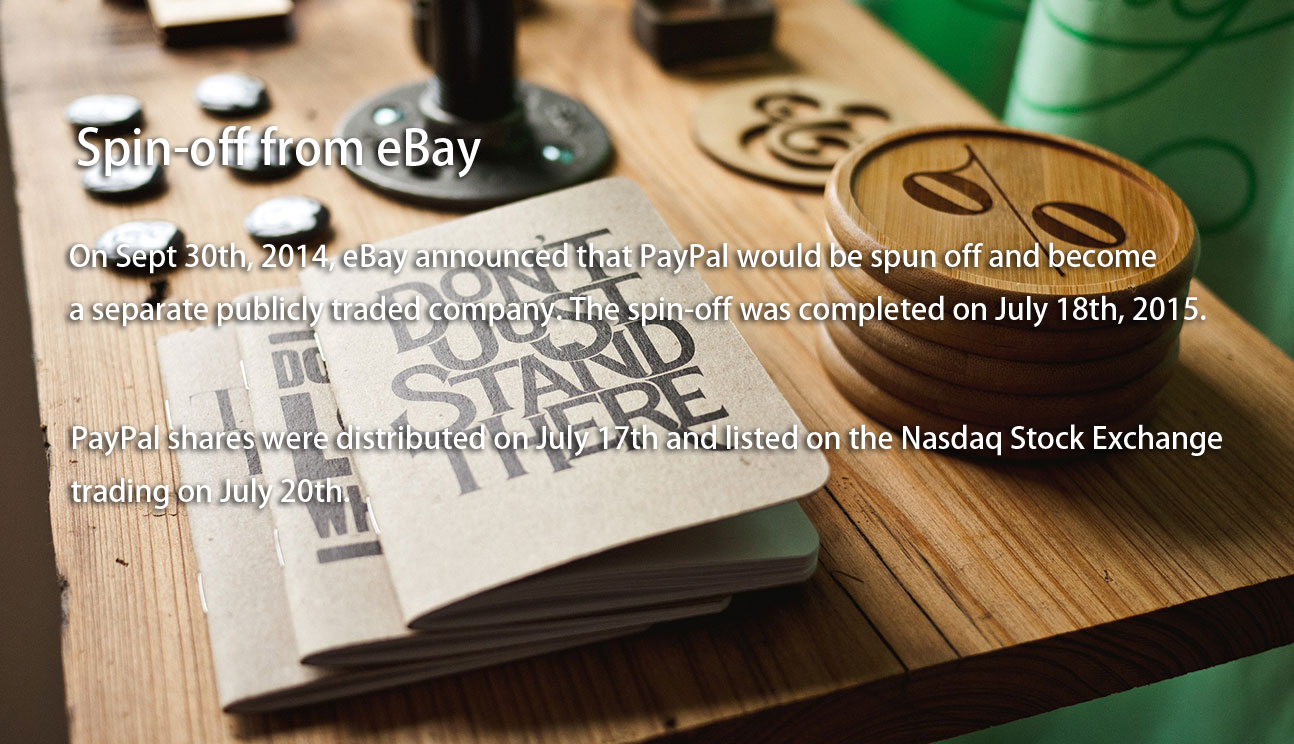 Spin-off from eBay
On Sept 30th, 2014, eBay announced that PayPal would be spun off and become
a separate publicly traded company. The spin-off was completed on July 18th, 2015.
PayPal shares were distributed on July 17th and listed on the Nasdaq Stock Exchange
trading on July 20th.
DON'T
JUST
STAND
THERE
&
%
DO